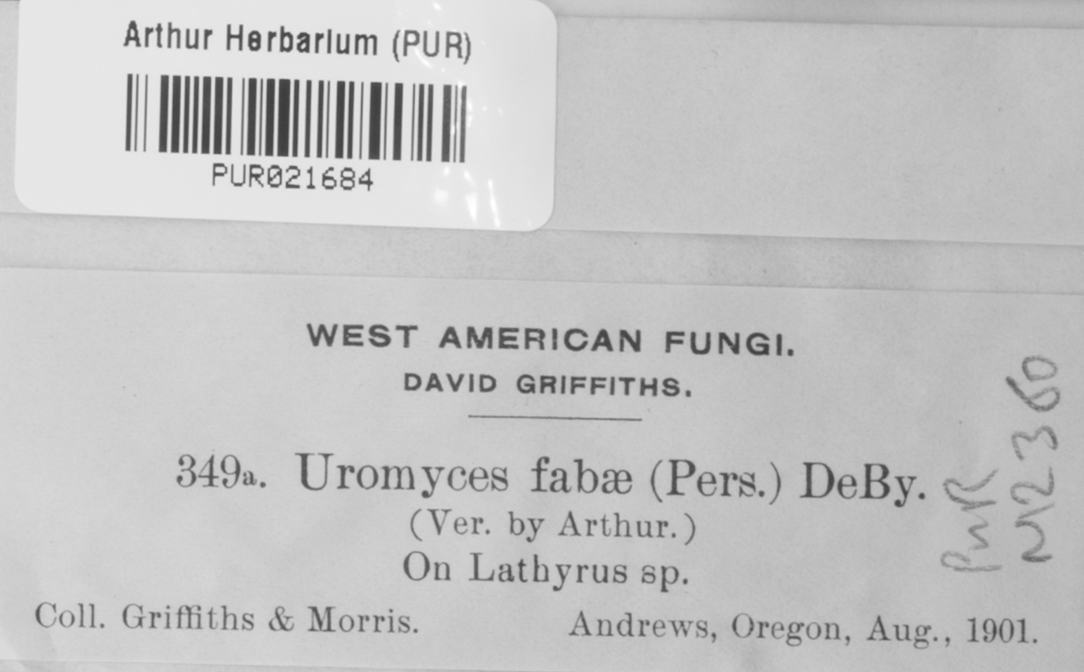 Arthur Herbarium (PUR)
PUR021684
WEST AMERICAN FUNGI.
DAVID GRIFFITHS.
349a. Uromyces fabæ (Pers.) DeBy.
(Ver. by Arthur.)
On Lathyrus sp.
Coll. Griffiths & Morris. Andrews, Oregon, Aug., 1901.
PUR